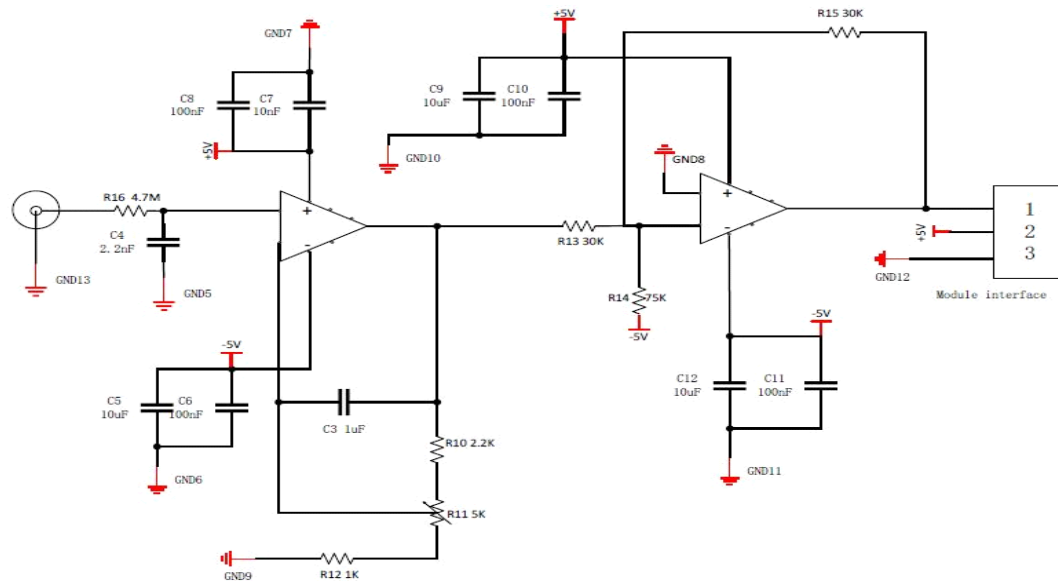 R15 30K
GND7
+5V
C8
100nF
C7
10nF
C9
10uF
C10
100nF
+5V
GND10
GND8
R16 4.7M
+
-
C4
2.2nF
R13 30K
+
-
1
2
3
+5V
GND12
GND13
GND5
R14
75K
-5V
Module interface
-5V
-5V
C5
10uF
C6
100nF
C12
10uF
C11
100nF
C3 1uF
R10 2.2K
GND6
GND11
R11 5K
GND9
R12 1K